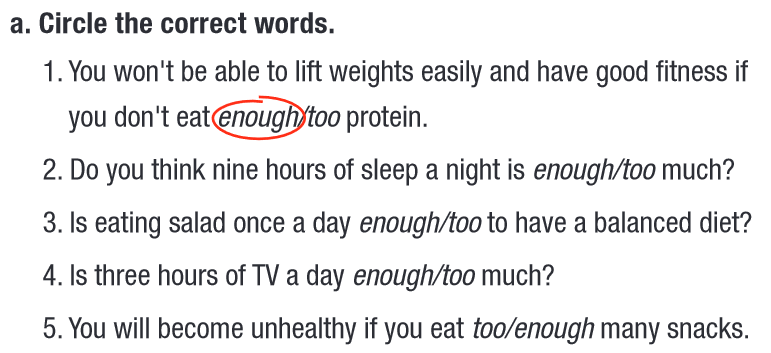 a. Circle the correct words.
1. You won't be able to lift weights easily and have good fitness if
you don't eat enough/too protein.
2. Do you think nine hours of sleep a night is enough/too much?
3. Is eating salad once a day enough/too to have a balanced diet?
4. Is three hours of TV a day enough/too much?
5. You will become unhealthy if you eat too/enough many snacks.